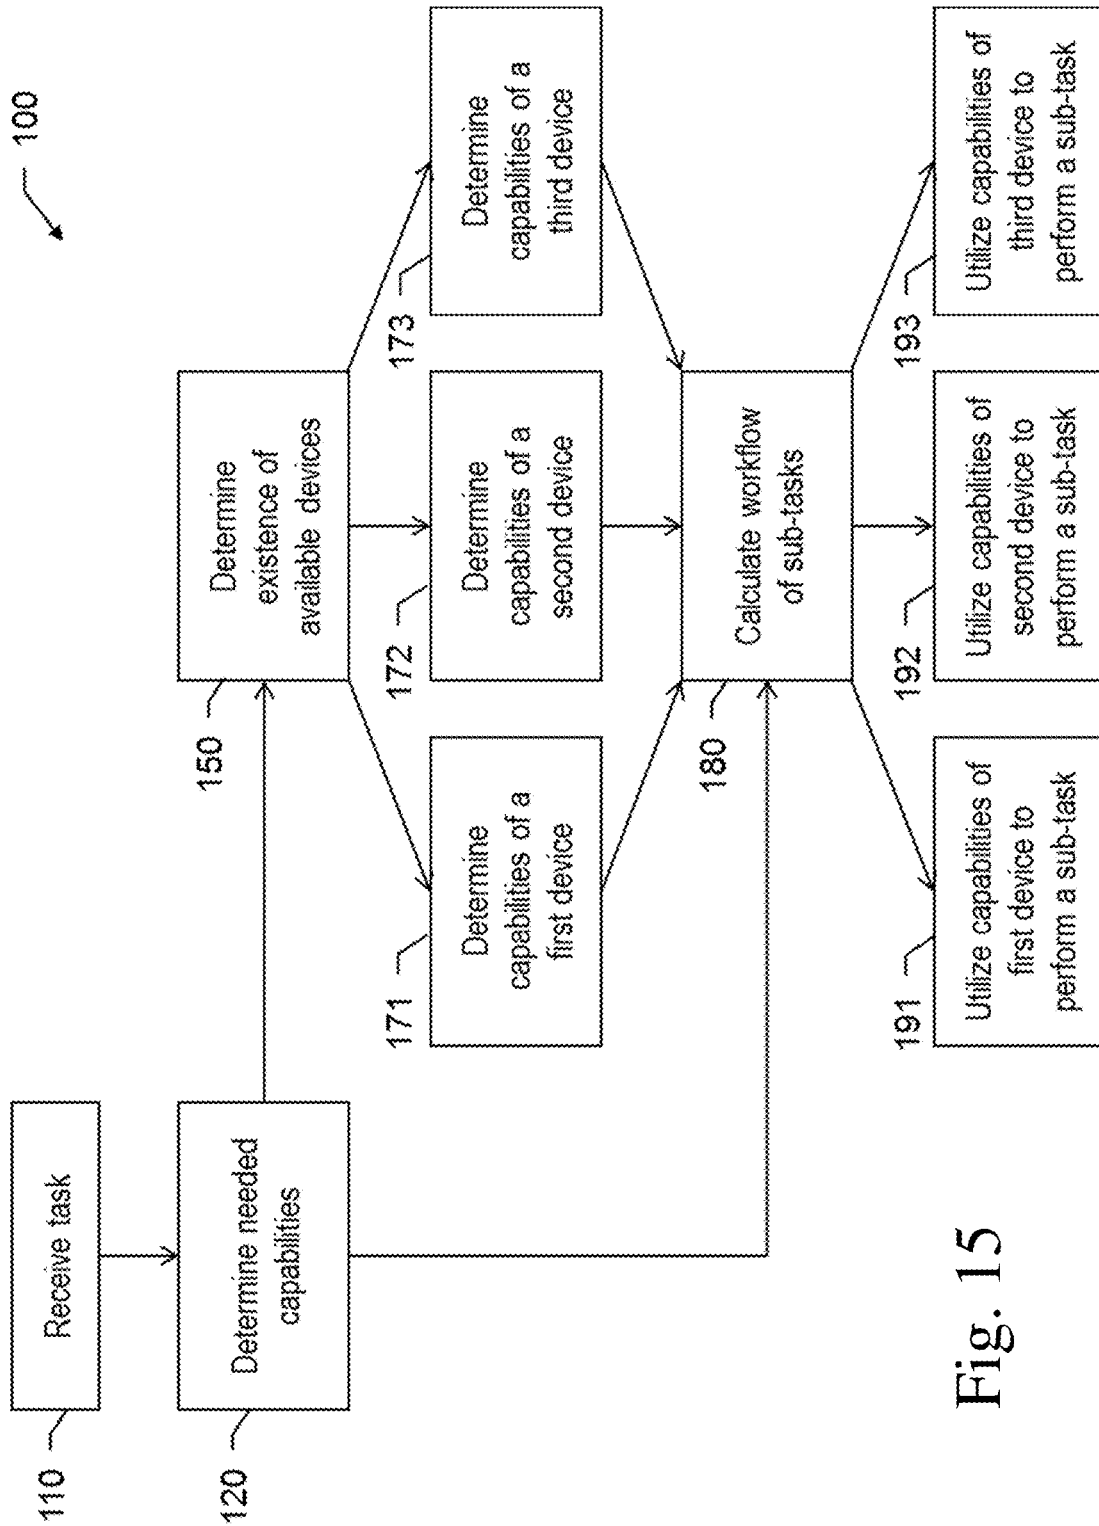 100
110
Receive task
120
Determine needed
capabilities
150
Determine
existence of
available devices
171
Determine
capabilities of a
first device
172
Determine
capabilities of a
second device
173
Determine
capabilities of a
third device
180
Calculate workflow
of sub-tasks
191
Utilize capabilities of
first device to
perform a sub-task
192
Utilize capabilities of
second device to
perform a sub-task
193
Utilize capabilities of
third device to
perform a sub-task
Fig. 15